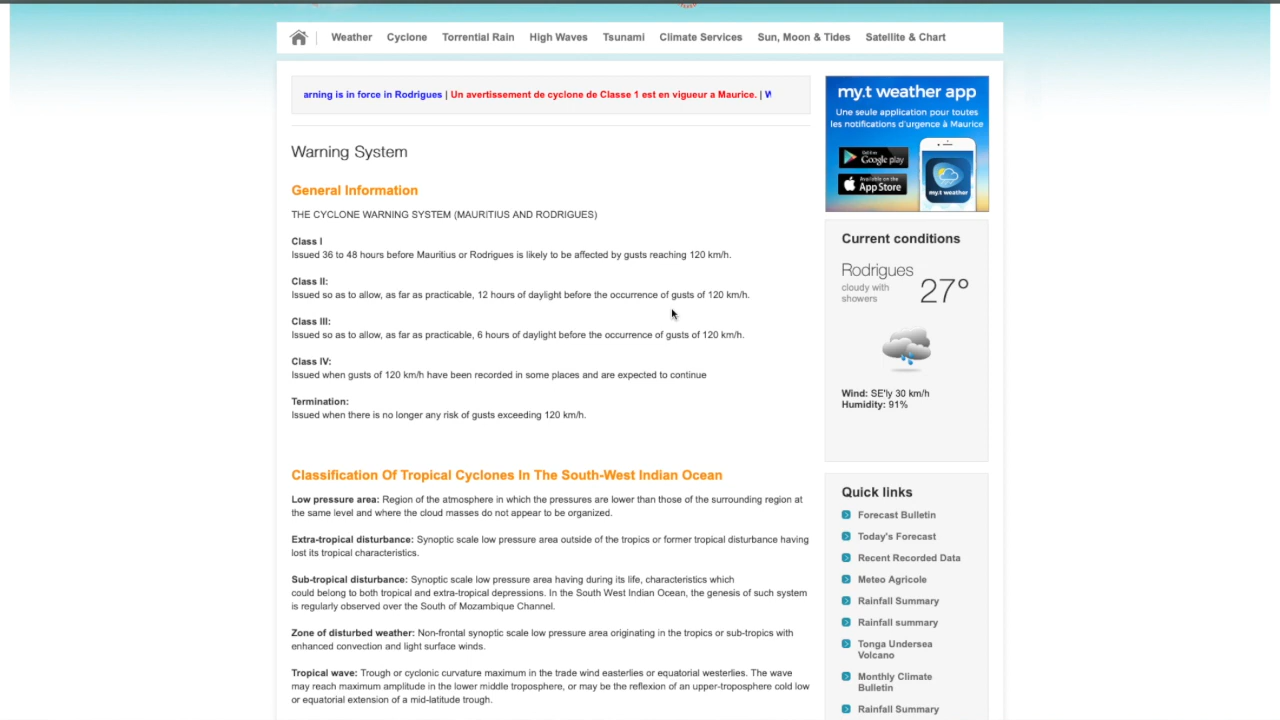 Weather Cyclone Torrential Rain High Waves Tsunami Climate Services Sun, Moon & Tides Satellite & Chart
arning is in force in Rodrigues | Un avertissement de cyclone de Classe 1 est en vigueur a Maurice. | W
Warning System
General Information
THE CYCLONE WARNING SYSTEM (MAURITIUS AND RODRIGUES)
Class I
Issued 36 to 48 hours before Mauritius or Rodrigues is likely to be affected by gusts reaching 120 km/h.
Class II:
Issued so as to allow, as far as practicable, 12 hours of daylight before the occurrence of gusts of 120 km/h.
Class III:
Issued so as to allow, as far as practicable, 6 hours of daylight before the occurrence of gusts of 120 km/h.
Class IV:
Issued when gusts of 120 km/h have been recorded in some places and are expected to continue
Termination:
Issued when there is no longer any risk of gusts exceeding 120 km/h.
Classification Of Tropical Cyclones In The South-West Indian Ocean
Low pressure area: Region of the atmosphere in which the pressures are lower than those of the surrounding region at
the same level and where the cloud masses do not appear to be organized.
Extra-tropical disturbance: Synoptic scale low pressure area outside of the tropics or former tropical disturbance having
lost its tropical characteristics.
Sub-tropical disturbance: Synoptic scale low pressure area having during its life, characteristics which
could belong to both tropical and extra-tropical depressions. In the South West Indian Ocean, the genesis of such system
is regularly observed over the South of Mozambique Channel.
Zone of disturbed weather: Non-frontal synoptic scale low pressure area originating in the tropics or sub-tropics with
enhanced convection and light surface winds.
Tropical wave: Trough or cyclonic curvature maximum in the trade wind easterlies or equatorial westerlies. The wave
may reach maximum amplitude in the lower middle troposphere, or may be the reflexion of an upper-troposphere cold low
or equatorial extension of a mid-latitude trough.
my.t weather app
Une seule application pour toutes
les notifications d'urgence à Maurice
Google play
Available on the
App Store
my.t weather
Current conditions
Rodrigues
cloudy with
showers
27°
Wind: SE'ly 30 km/h
Humidity: 91%
Quick links
Forecast Bulletin
Today's Forecast
Recent Recorded Data
Meteo Agricole
Rainfall Summary
Rainfall summary
Tonga Undersea
Volcano
Monthly Climate
Bulletin
Rainfall Summary